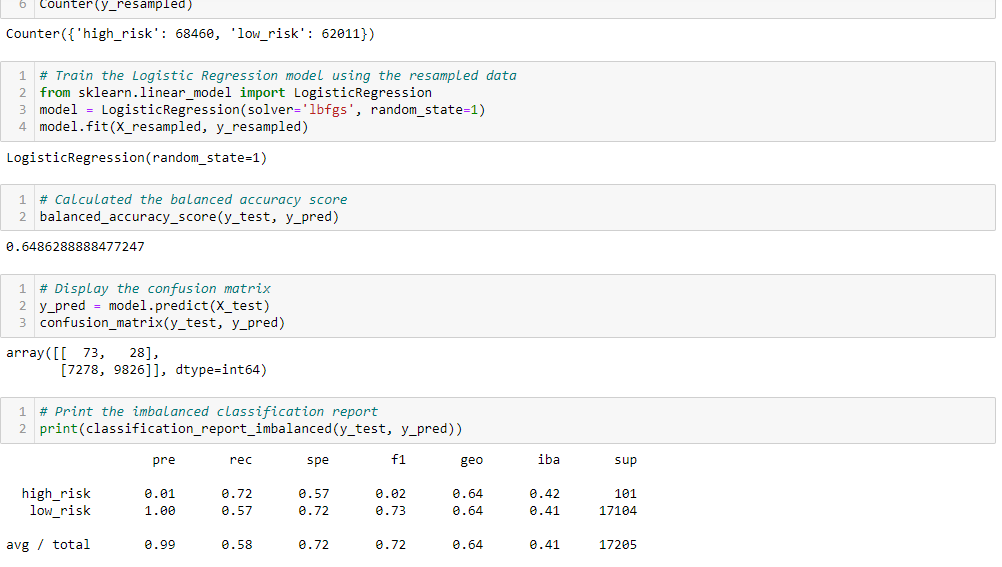 6 Counter(y_resampled)
Counter({'high_risk': 68460, 'low_risk': 62011})
1 # Train the Logistic Regression model using the resampled data
2 from sklearn.linear_model import LogisticRegression
3 model = LogisticRegression(solver='lbfgs', random_state=1)
4 model.fit(X_resampled, y_resampled)
LogisticRegression(random_state=1)
1 # Calculated the balanced accuracy score
2 balanced_accuracy_score(y_test, y_pred)
0.6486288888477247
1 # Display the confusion matrix
2 y_pred = model.predict(X_test)
3 confusion_matrix(y_test, y_pred)
array([[ 73, 28],
[7278, 9826]], dtype=int64)
1 # Print the imbalanced classification report
2 print(classification_report_imbalanced(y_test, y_pred))
pre rec spe f1 geo iba sup
high_risk 0.01 0.72 0.57 0.02 0.64 0.42 101
low_risk 1.00 0.57 0.72 0.73 0.64 0.41 17104
avg / total 0.99 0.58 0.72 0.72 0.64 0.41 17205